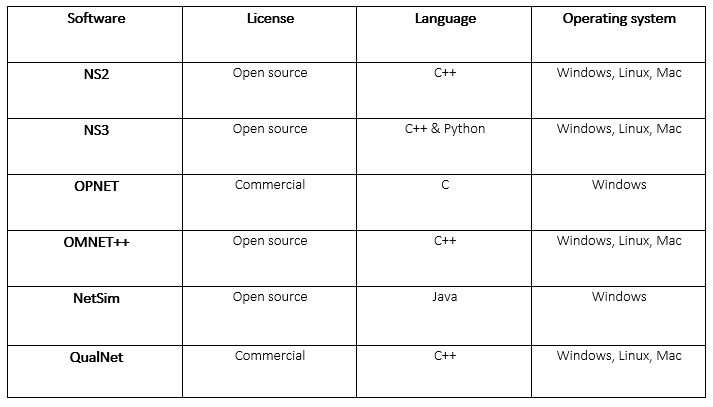 Software License Language Operating system
NS2 Open source C++ Windows, Linux, Mac
NS3 Open source C++ & Python Windows, Linux, Mac
OPNET Commercial C Windows
OMNET++ Open source C++ Windows, Linux, Mac
NetSim Open source Java Windows
QualNet Commercial C++ Windows, Linux, Mac